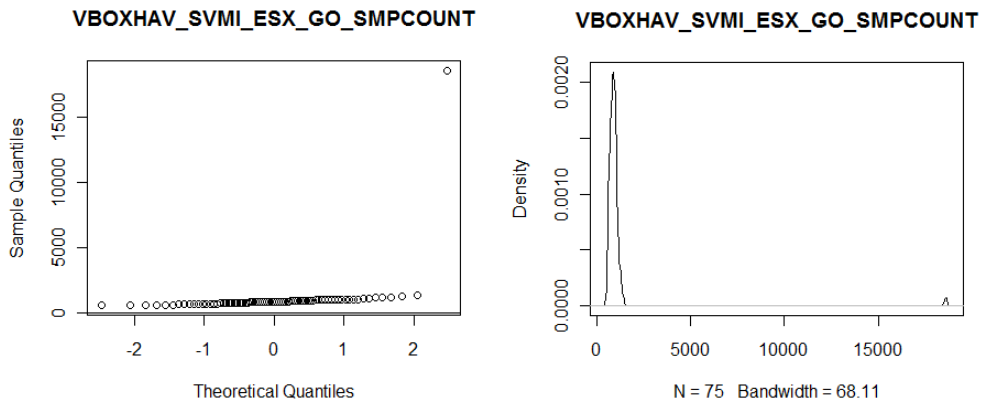 VBOXHAV_SVMI_ESX_GO_SMPCOUNT
Sample Quantiles
15000
10000
5000
0
-2 -1 0 1 2
Theoretical Quantiles
VBOXHAV_SVMI_ESX_GO_SMPCOUNT
Density
0.0020
0.0010
0.0000
0 5000 10000 15000
N = 75 Bandwidth = 68.11